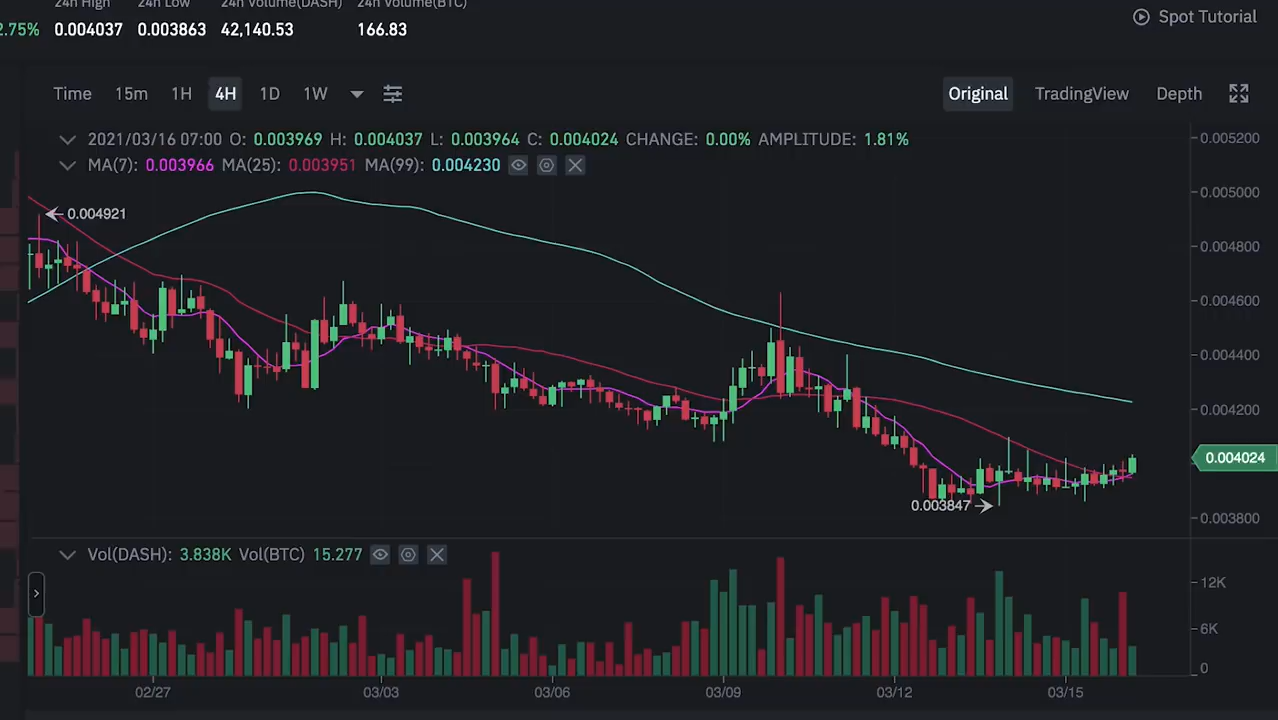 24h High 24h Low 24h Volume(DASH) 24h Volume(BTC)
2.75% 0.004037 0.003863 42,140.53 166.83
Spot Tutorial
Time 15m 1H 4H 1D 1W
Original TradingView Depth
2021/03/16 07:00 O: 0.003969 H: 0.004037 L: 0.003964 C: 0.004024 CHANGE: 0.00% AMPLITUDE: 1.81%
MA(7): 0.003966 MA(25): 0.003951 MA(99): 0.004230
0.005200
0.005000
0.004921
0.004800
0.004600
0.004400
0.004200
0.004024
0.003847
0.003800
Vol(DASH): 3.838K Vol(BTC) 15.277
12K
6K
0
02/27 03/03 03/06 03/09 03/12 03/15